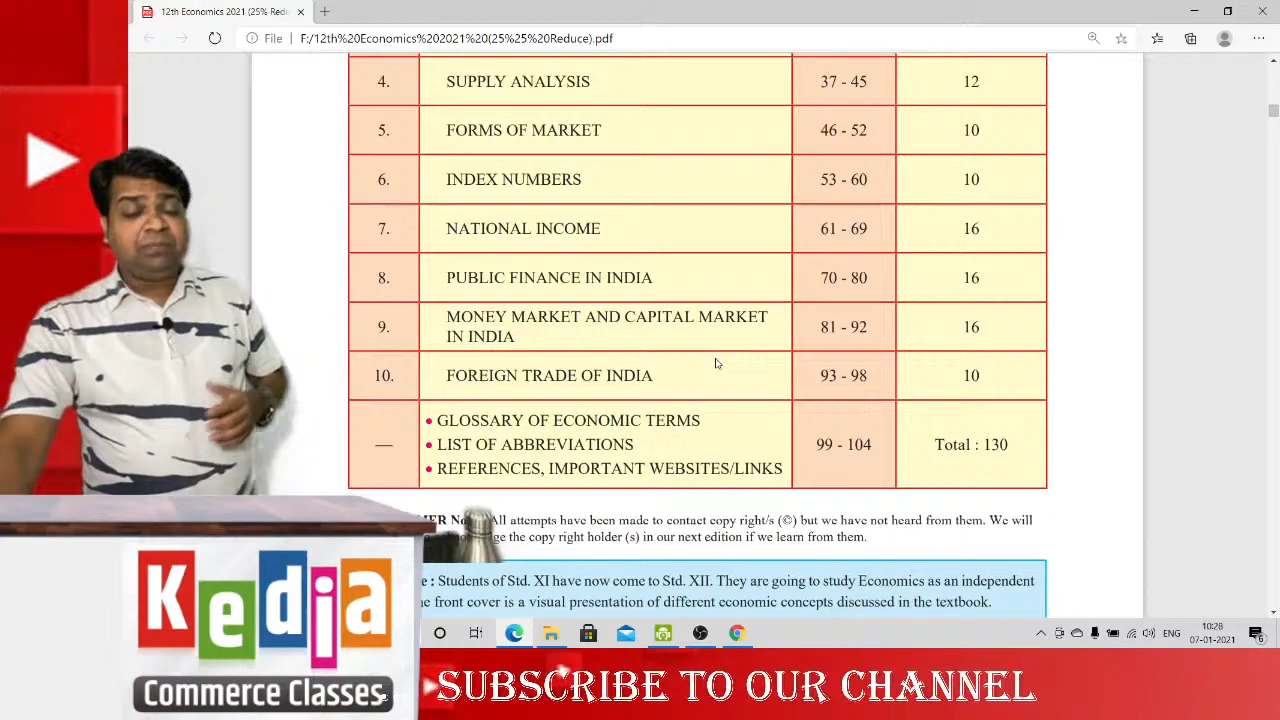 12th Economics 2021 (25% Redu
File | F:/12th%20Economics%202021%20(25%25%20Reduce).pdf
4. SUPPLY ANALYSIS 37 - 45 12
5. FORMS OF MARKET 46 - 52 10
6. INDEX NUMBERS 53 - 60 10
7. NATIONAL INCOME 61 - 69 16
8. PUBLIC FINANCE IN INDIA 70 - 80 16
9. MONEY MARKET AND CAPITAL MARKET
IN INDIA 81 - 92 16
10. FOREIGN TRADE OF INDIA 93 - 98 10
— • GLOSSARY OF ECONOMIC TERMS
• LIST OF ABBREVIATIONS 99 - 104 Total : 130
• REFERENCES, IMPORTANT WEBSITES/LINKS
All attempts have been made to contact copy right/s (©) but we have not heard from them. We will
the copy right holder (s) in our next edition if we learn from them.
: Students of Std. XI have now come to Std. XII. They are going to study Economics as an independent
front cover is a visual presentation of different economic concepts discussed in the textbook.
ENG 10:28
07-01-2021
6
Kedia
Commerce Classes
SUBSCRIBE TO OUR CHANNEL